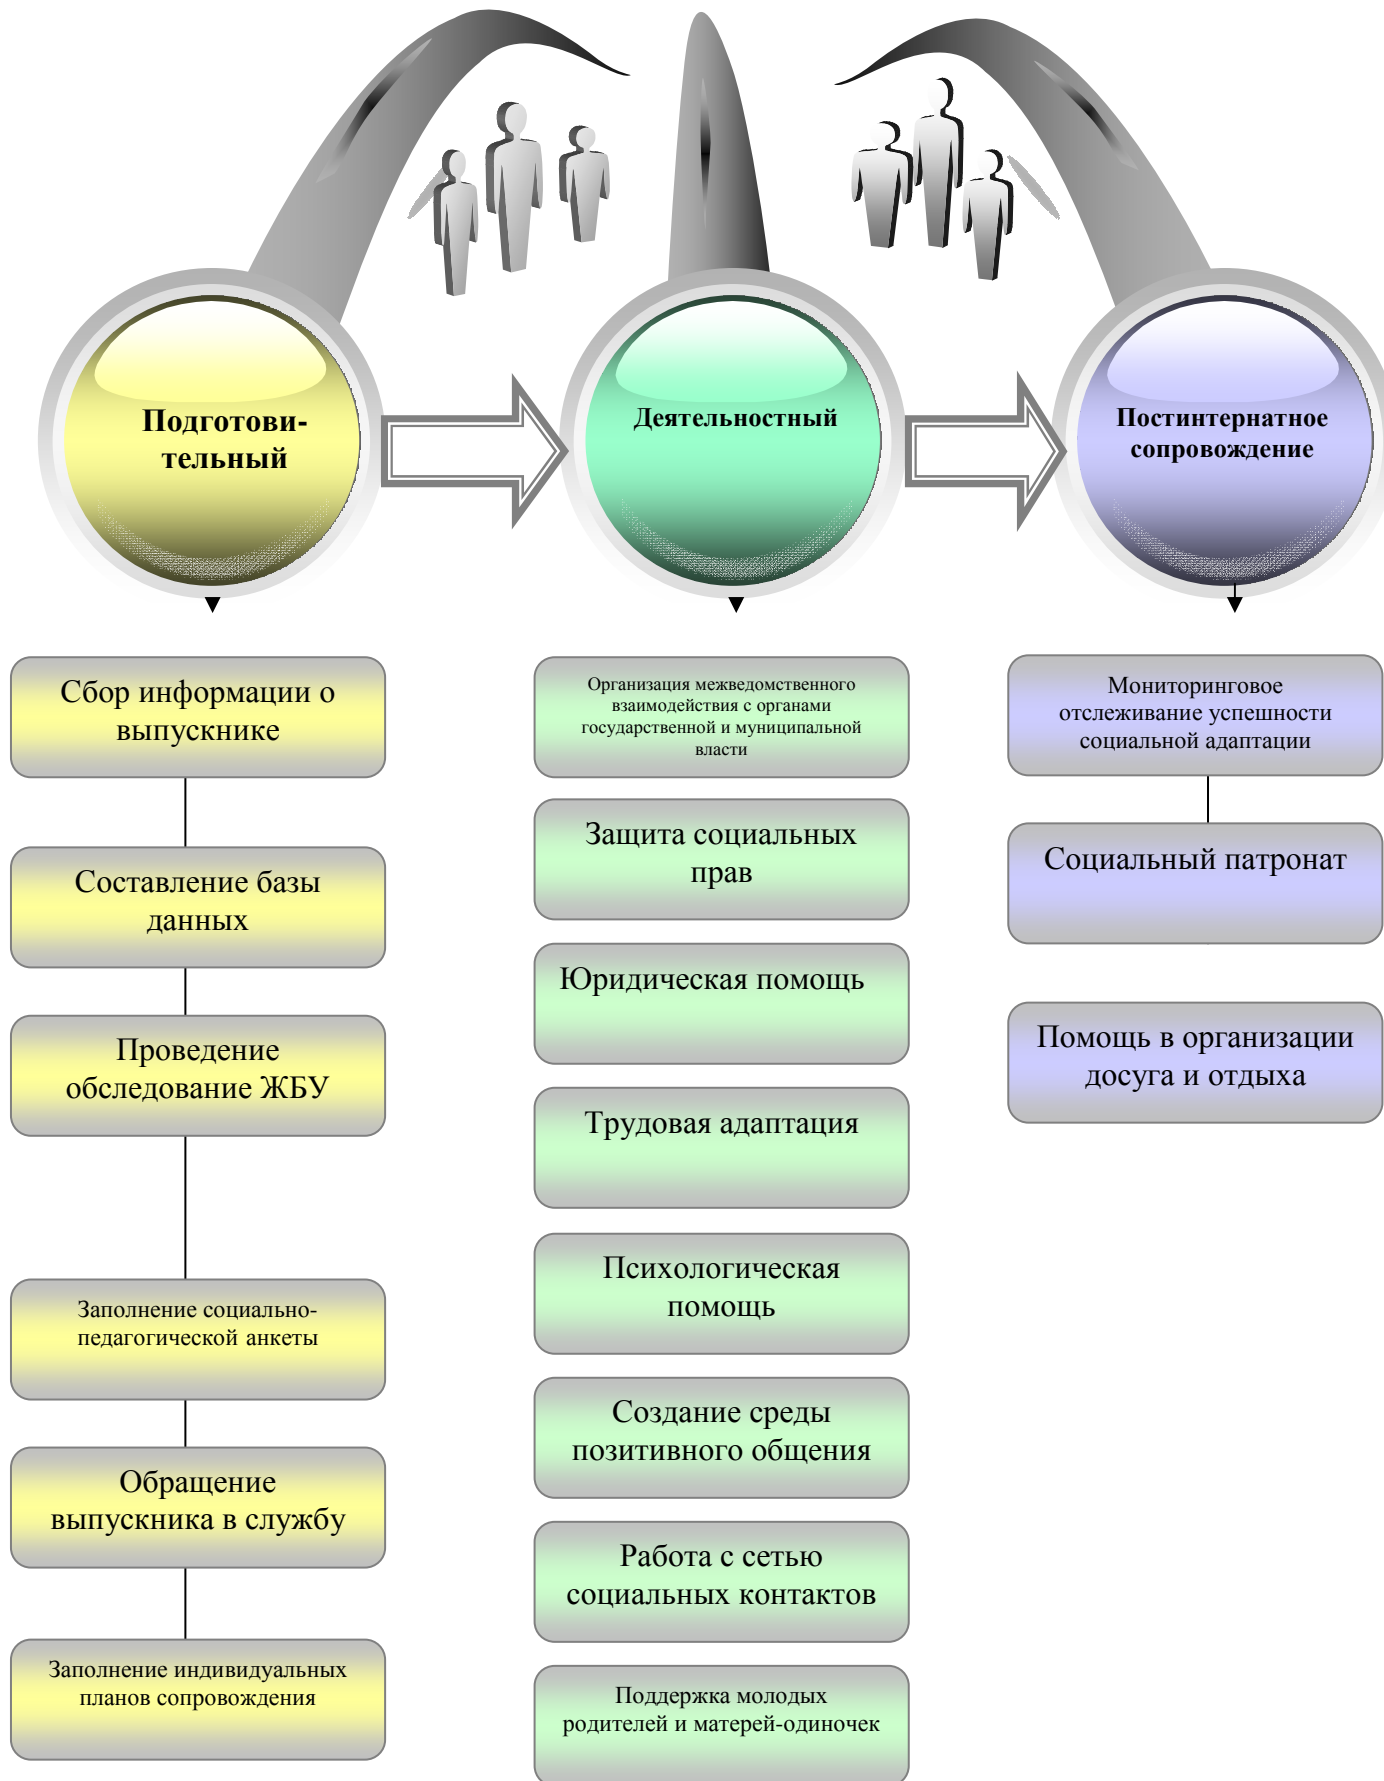 Подготови-
тельный
Деятельностный
Постинтернатное
сопровождение
Сбор информации о
выпускнике
Составление базы
данных
Проведение
обследование ЖБУ
Заполнение социально-
педагогической анкеты
Обращение
выпускника в службу
Заполнение индивидуальных
планов сопровождения
Организация межведомственного
взаимодействия с органами
государственной и муниципальной
власти
Защита социальных
прав
Юридическая помощь
Трудовая адаптация
Психологическая
помощь
Создание среды
позитивного общения
Работа с сетью
социальных контактов
Поддержка молодых
родителей и матерей-одиночек
Мониторинговое
отслеживание успешности
социальной адаптации
Социальный патронат
Помощь в организации
досуга и отдыха